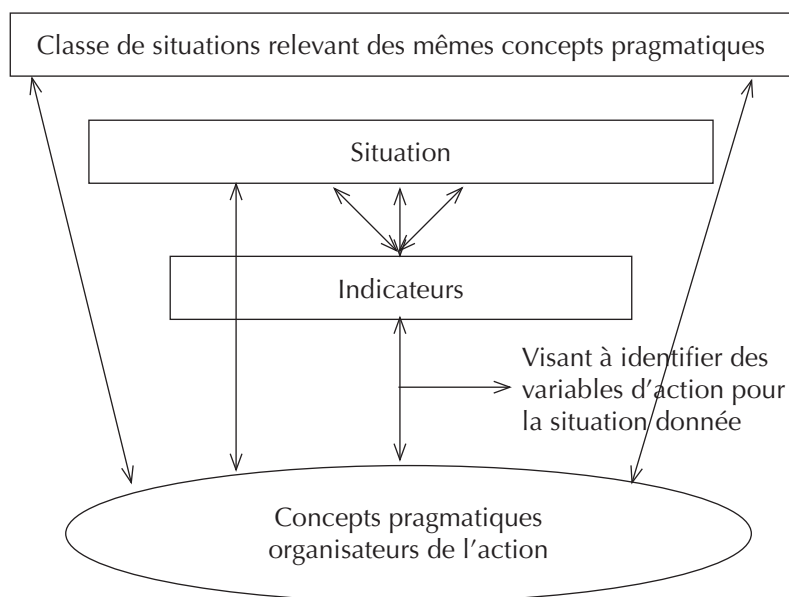 Classe de situations relevant des mêmes concepts pragmatiques
Situation
Indicateurs
Visant à identifier des
variables d’action pour
la situation donnée
Concepts pragmatiques
organisateurs de l’action